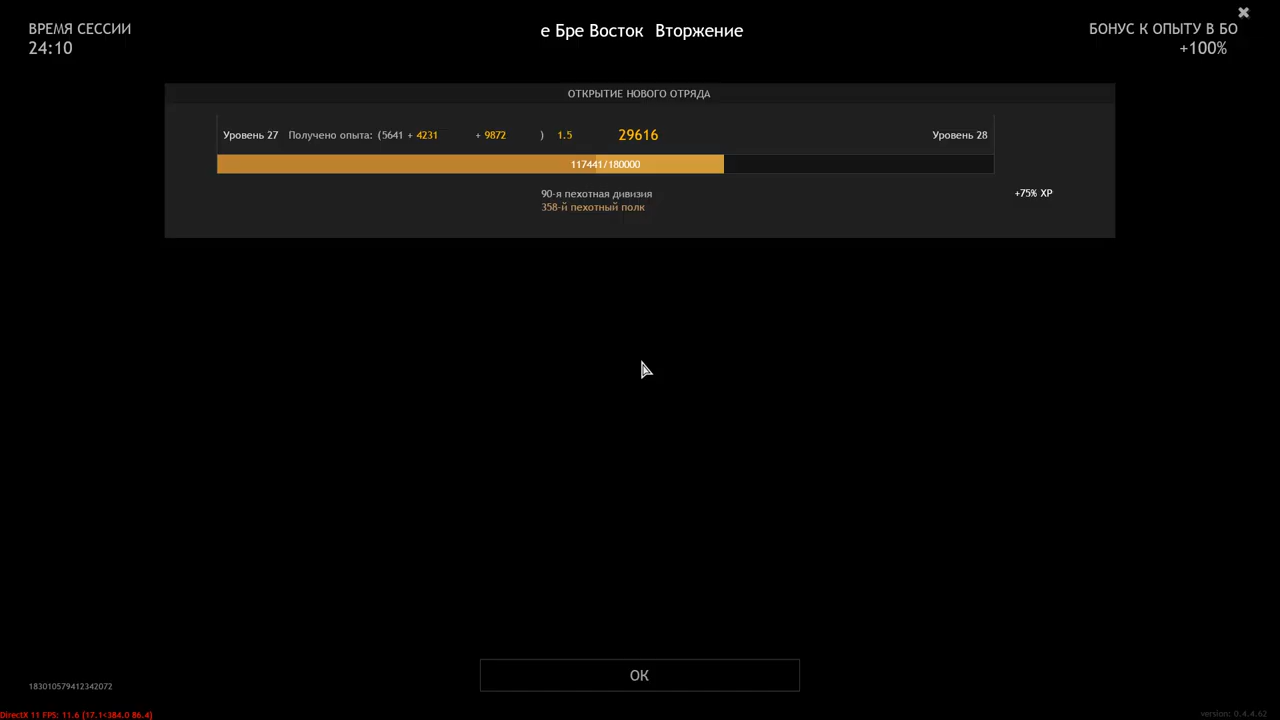 ВРЕМЯ СЕССИИ
24:10
е Бре Восток Вторжение
БОНУС К ОПЫТУ В БО
+100%
ОТКРЫТИЕ НОВОГО ОТРЯДА
Уровень 27 Получено опыта: (5641 + 4231 + 9872 ) 1.5 29616 Уровень 28
117441/180000
90-я пехотная дивизия
358-й пехотный полк
+75% XP
ОК
183010579412342072
DirectX 11 FPS: 11.6 (17.1<384.0 86.4)
version: 0.4.4.62